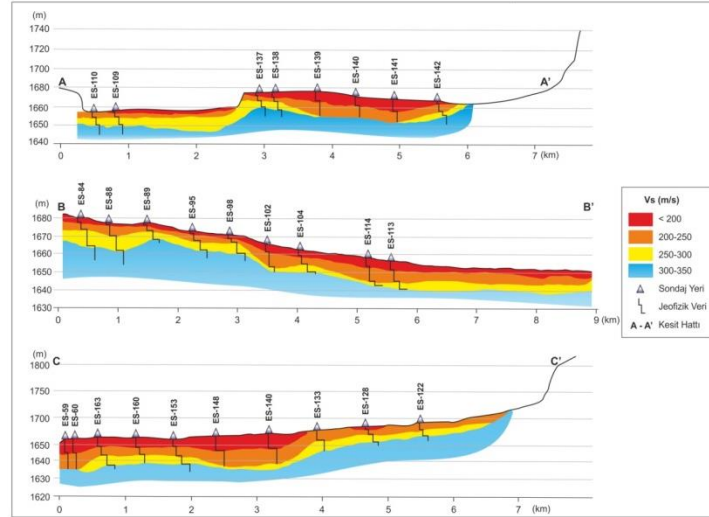 (m)
1740
1700
1680
1670
1660
1650
1640
A
A'
ES-110
ES-109
ES-137
ES-138
ES-139
ES-140
ES-141
ES-142
0 1 2 3 4 5 6 7 (km)
(m)
B
B'
1680
1670
1660
1650
1640
1630
ES-84
ES-88
ES-89
ES-95
ES-98
ES-102
ES-104
ES-114
ES-113
0 1 2 3 4 5 6 7 8 9
(km)
(m)
C
C'
1800
1700
1650
1640
1630
1620
ES-59
ES-60
ES-163
ES-160
ES-153
ES-148
ES-140
ES-133
ES-128
ES-122
0 1 2 3 4 5 6 7 (km)
Vs (m/s)
< 200
200-250
250-300
300-350
Sondaj Yeri
Jeofizik Veri
A - A' Kesit Hattı